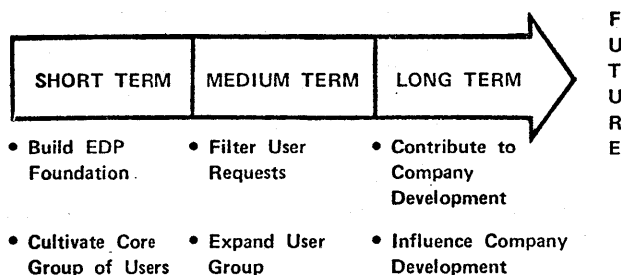 SHORT TERM
MEDIUM TERM
LONG TERM
FUTURE
• Build EDP
Foundation
• Filter User
Requests
• Contribute to
Company
Development
• Cultivate Core
Group of Users
• Expand User
Group
• Influence Company
Development